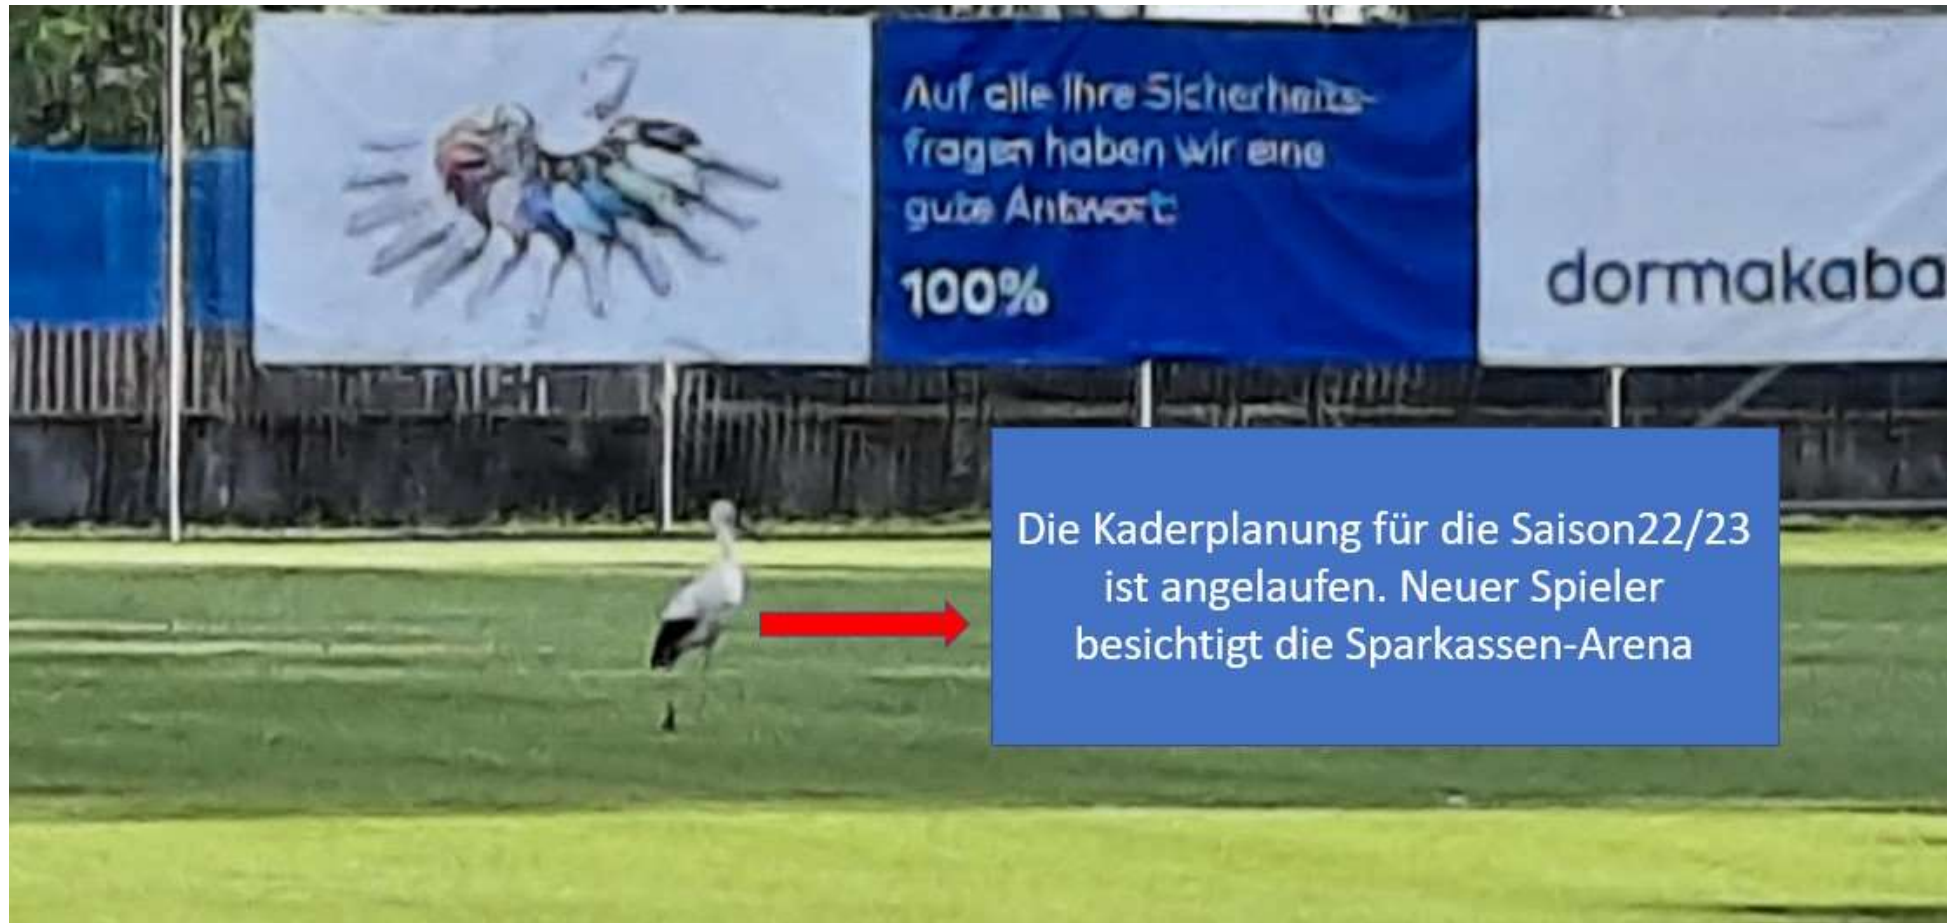 Auf alle Ihre Sicherheits-
fragen haben wir eine
gute Antwort:
100%
dormakaba
Die Kaderplanung für die Saison22/23
ist angelaufen. Neuer Spieler
besichtigt die Sparkassen-Arena